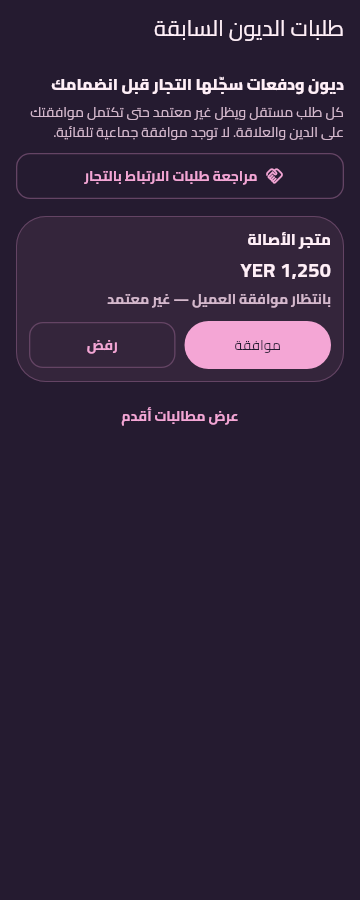 طلبات الديون السابقة
ديون ودفعات سجّلها التجار قبل انضمامك
كل طلب مستقل ويظل غير معتمد حتى تكتمل موافقتك
على الدين والعلاقة. لا توجد موافقة جماعية تلقائية.
مراجعة طلبات الارتباط بالتجار
متجر الأصالة
YER 1,250
بانتظار موافقة العميل — غير معتمد
موافقة
رفض
عرض مطالبات أقدم